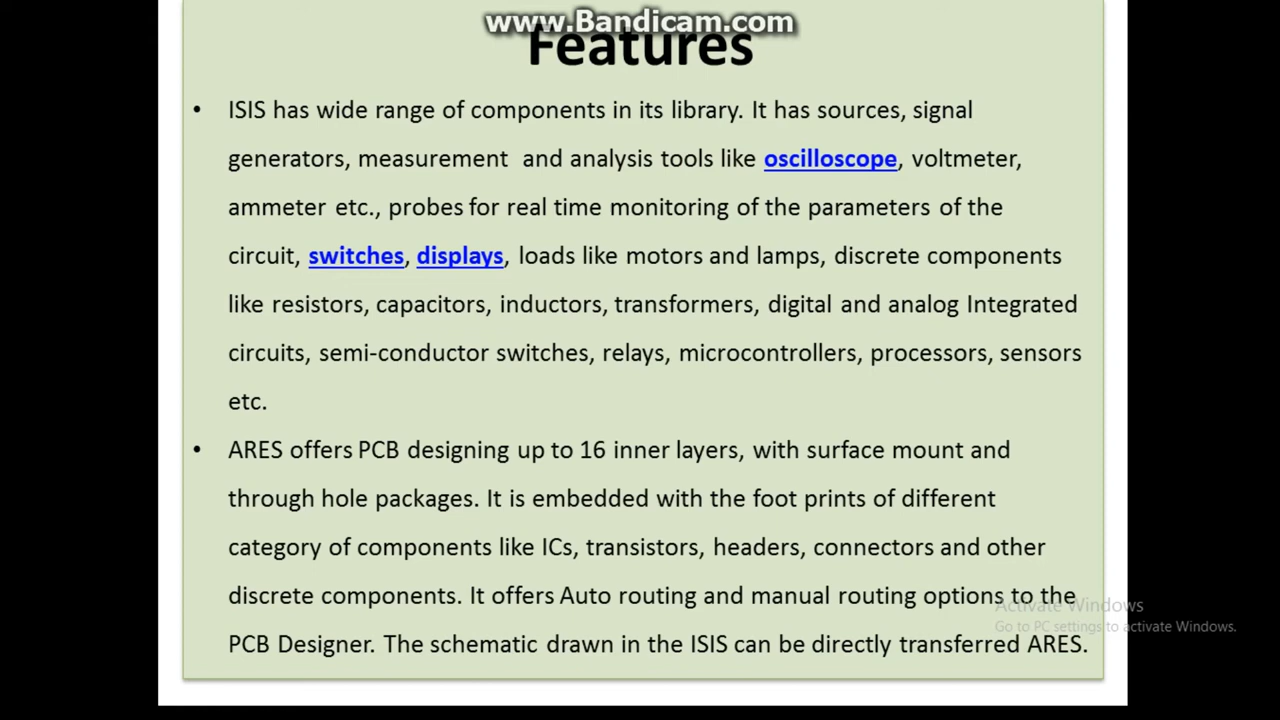 www.Bandicam.com
Features
• ISIS has wide range of components in its library. It has sources, signal
generators, measurement and analysis tools like oscilloscope, voltmeter,
ammeter etc., probes for real time monitoring of the parameters of the
circuit, switches, displays, loads like motors and lamps, discrete components
like resistors, capacitors, inductors, transformers, digital and analog Integrated
circuits, semi-conductor switches, relays, microcontrollers, processors, sensors
etc.
• ARES offers PCB designing up to 16 inner layers, with surface mount and
through hole packages. It is embedded with the foot prints of different
category of components like ICs, transistors, headers, connectors and other
discrete components. It offers Auto routing and manual routing options to the
PCB Designer. The schematic drawn in the ISIS can be directly transferred ARES.
Activate Windows
Go to PC settings to activate Windows.